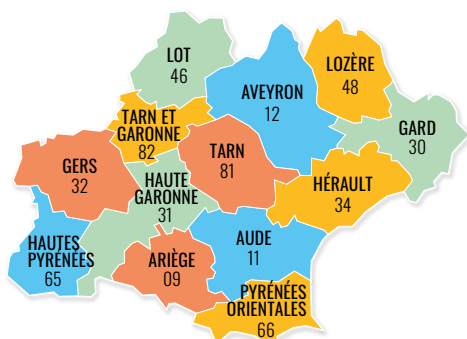 LOT
46
LOZÈRE
48
AVEYRON
12
TARN ET
GARONNE
82
GARD
30
TARN
81
GERS
32
HAUTE
GARONNE
31
HÉRAULT
34
HAUTES
PYRÉNÉES
65
AUDE
11
ARIÈGE
09
PYRÉNÉES
ORIENTALES
66